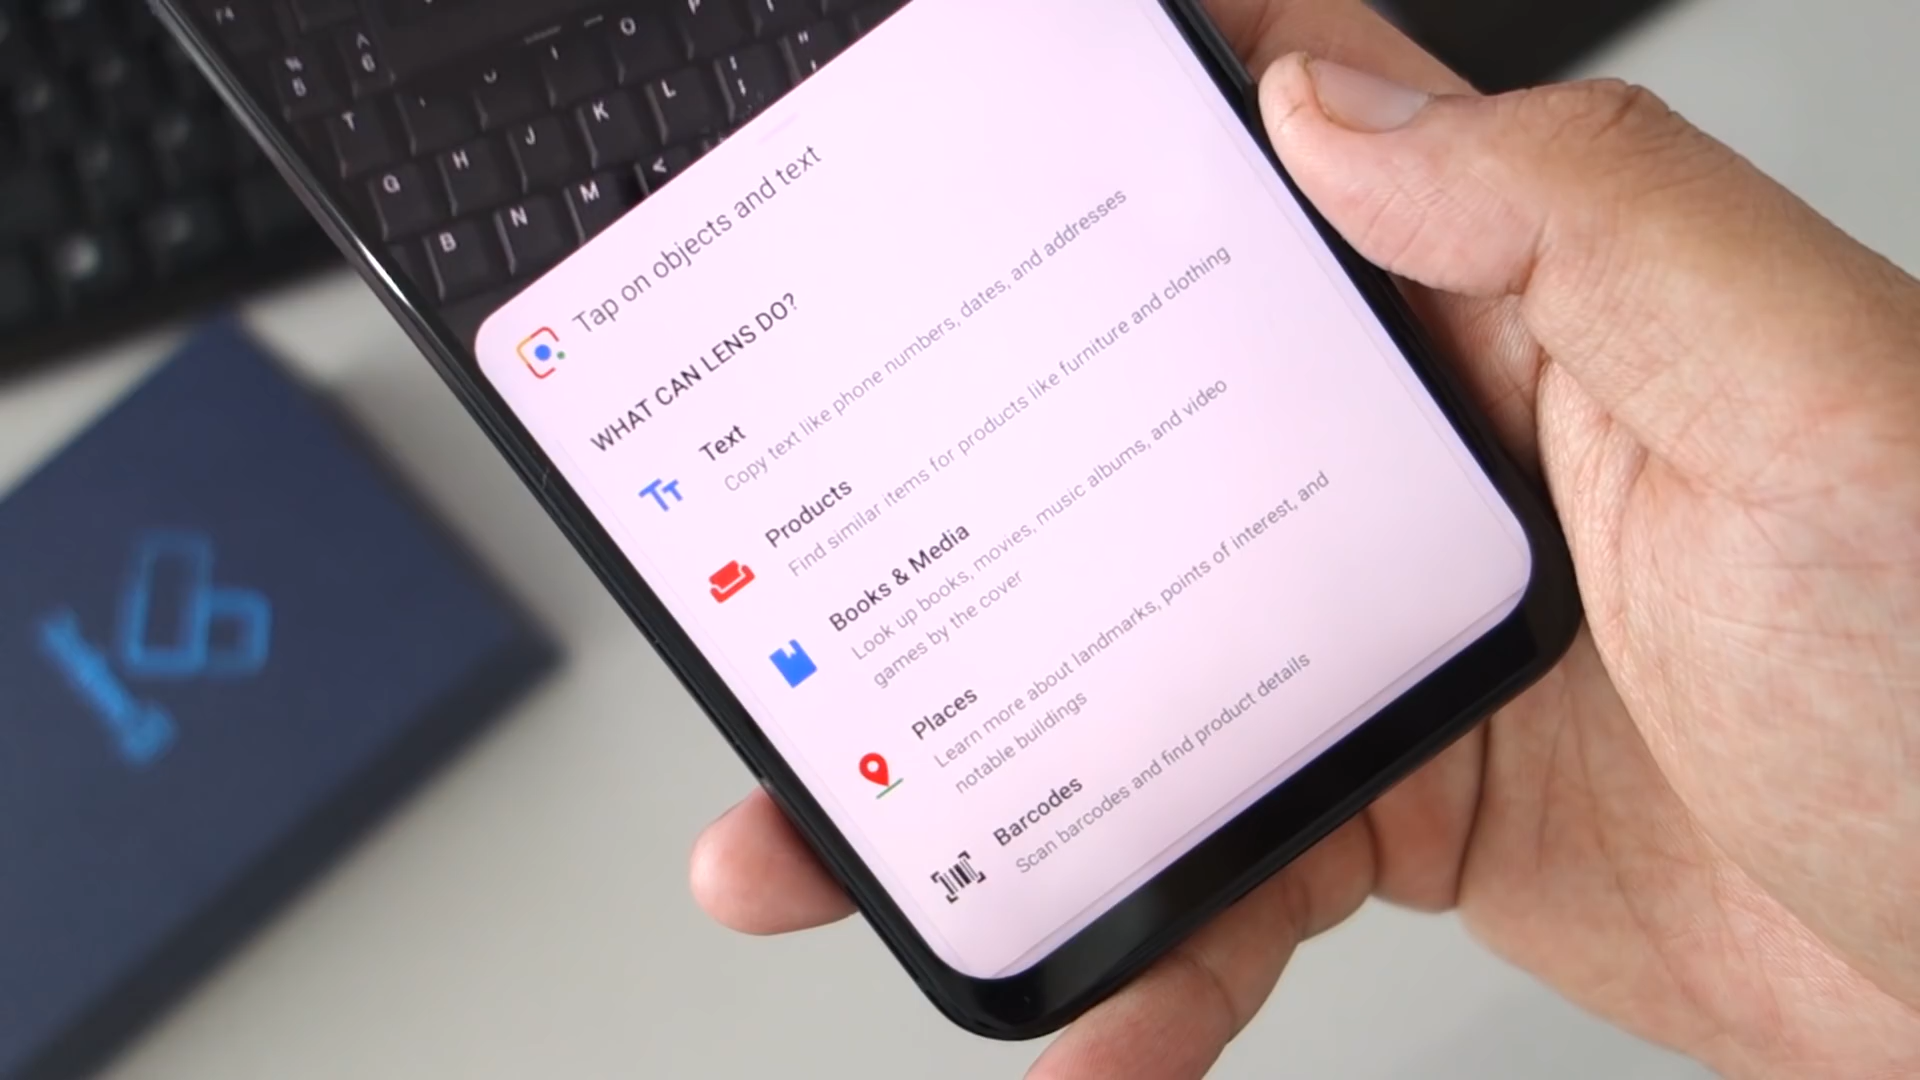 ^
6
%
5
T
O
P
G
H
J
K
L
:
;
"
B
N
M
<
Tap on objects and text
WHAT CAN LENS DO?
Text
Copy text like phone numbers, dates, and addresses
Products
Find similar items for products like furniture and clothing
Books & Media
Look up books, movies, music albums, and video
games by the cover
Places
Learn more about landmarks, points of interest, and
notable buildings
Barcodes
Scan barcodes and find product details